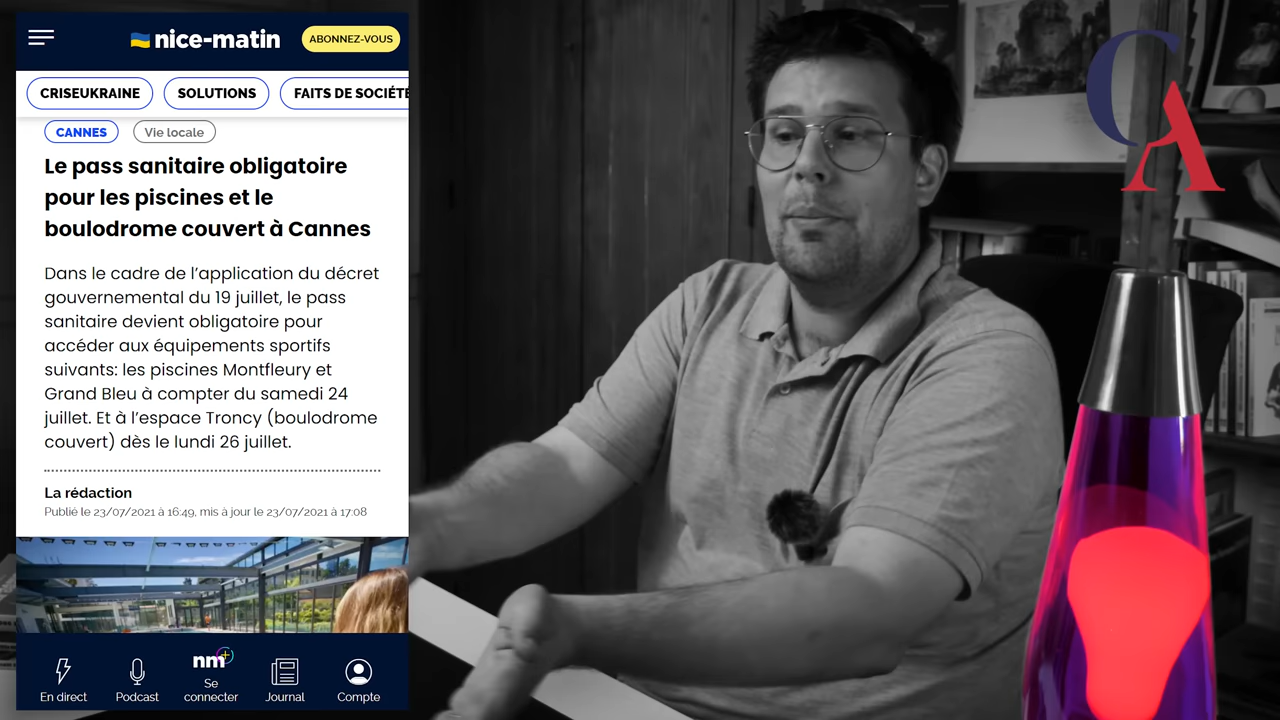 nice-matin
ABONNEZ-VOUS
CRISEUKRAINE
SOLUTIONS
FAITS DE SOCIÉTÉ
CANNES
Vie locale
Le pass sanitaire obligatoire
pour les piscines et le
boulodrome couvert à Cannes
Dans le cadre de l’application du décret
gouvernemental du 19 juillet, le pass
sanitaire devient obligatoire pour
accéder aux équipements sportifs
suivants: les piscines Montfleury et
Grand Bleu à compter du samedi 24
juillet. Et à l’espace Troncy (boulodrome
couvert) dès le lundi 26 juillet.
La rédaction
Publié le 23/07/2021 à 16:49, mis à jour le 23/07/2021 à 17:08
nm+
En direct
Podcast
Se
connecter
Journal
Compte
CA